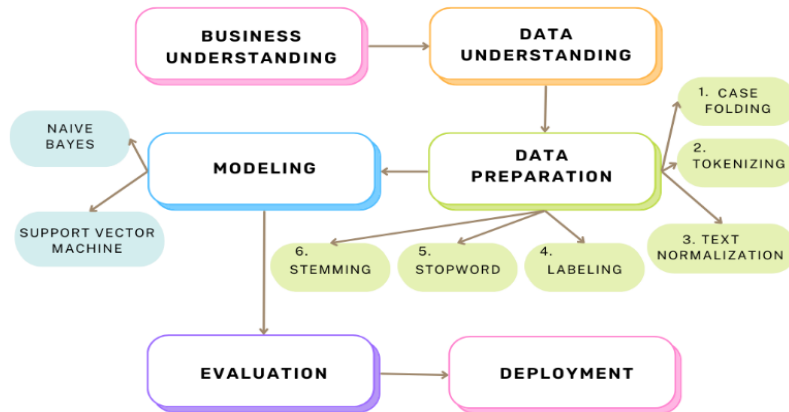 BUSINESS
UNDERSTANDING
DATA
UNDERSTANDING
1. CASE
FOLDING
NAIVE
BAYES
MODELING
DATA
PREPARATION
2.
TOKENIZING
SUPPORT VECTOR
MACHINE
6.
STEMMING
5.
STOPWORD
4.
LABELING
3. TEXT
NORMALIZATION
EVALUATION
DEPLOYMENT